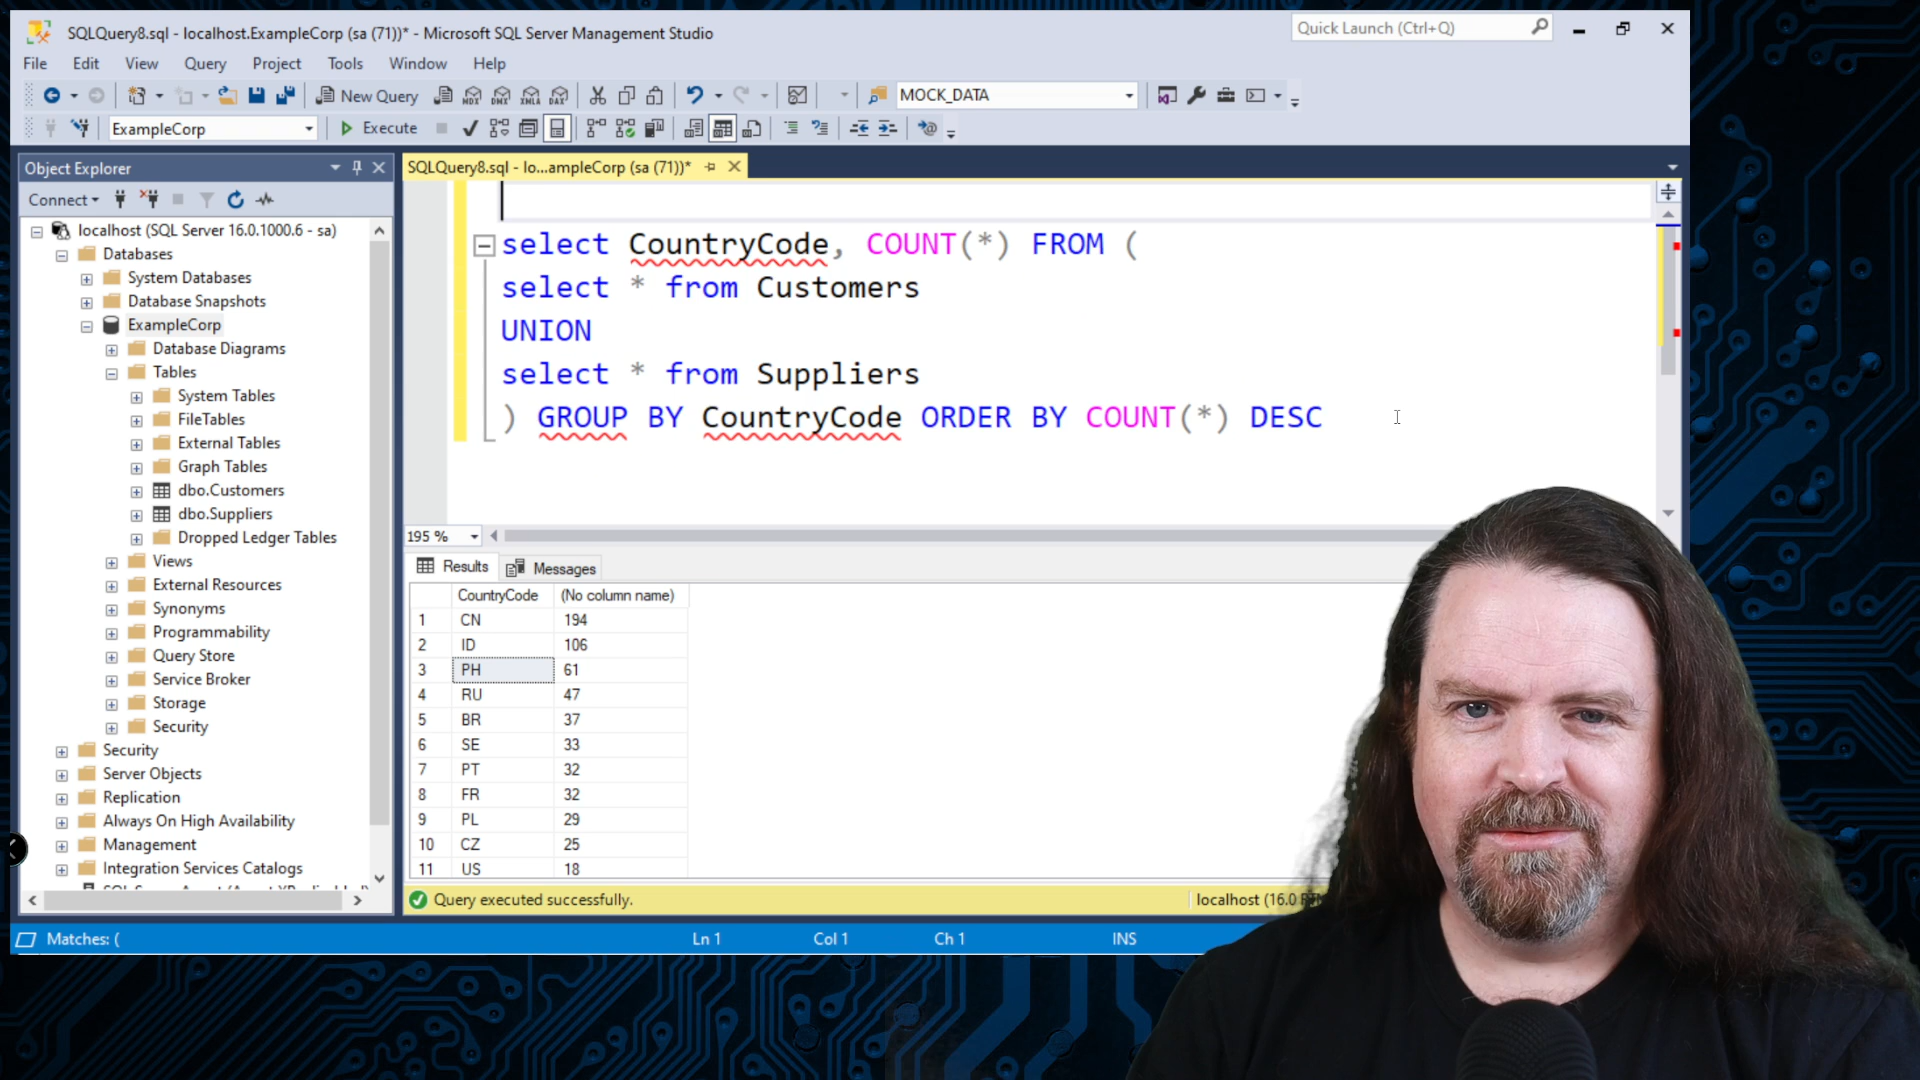 SQLQuery8.sql - localhost.ExampleCorp (sa (71))* - Microsoft SQL Server Management Studio
Quick Launch (Ctrl+Q)
File Edit View Query Project Tools Window Help
New Query MDX DMX XMLA DAX MOCK_DATA
ExampleCorp Execute
Object Explorer
Connect
localhost (SQL Server 16.0.1000.6 - sa)
Databases
System Databases
Database Snapshots
ExampleCorp
Database Diagrams
Tables
System Tables
FileTables
External Tables
Graph Tables
dbo.Customers
dbo.Suppliers
Dropped Ledger Tables
Views
External Resources
Synonyms
Programmability
Query Store
Service Broker
Storage
Security
Security
Server Objects
Replication
Always On High Availability
Management
Integration Services Catalogs
SQLQuery8.sql - lo...ampleCorp (sa (71))*
select CountryCode, COUNT(*) FROM (
select * from Customers
UNION
select * from Suppliers
) GROUP BY CountryCode ORDER BY COUNT(*) DESC
195 %
Results Messages
CountryCode (No column name)
1 CN 194
2 ID 106
3 PH 61
4 RU 47
5 BR 37
6 SE 33
7 PT 32
8 FR 32
9 PL 29
10 CZ 25
11 US 18
Query executed successfully.
localhost (16.0
Matches: (
Ln 1 Col 1 Ch 1 INS